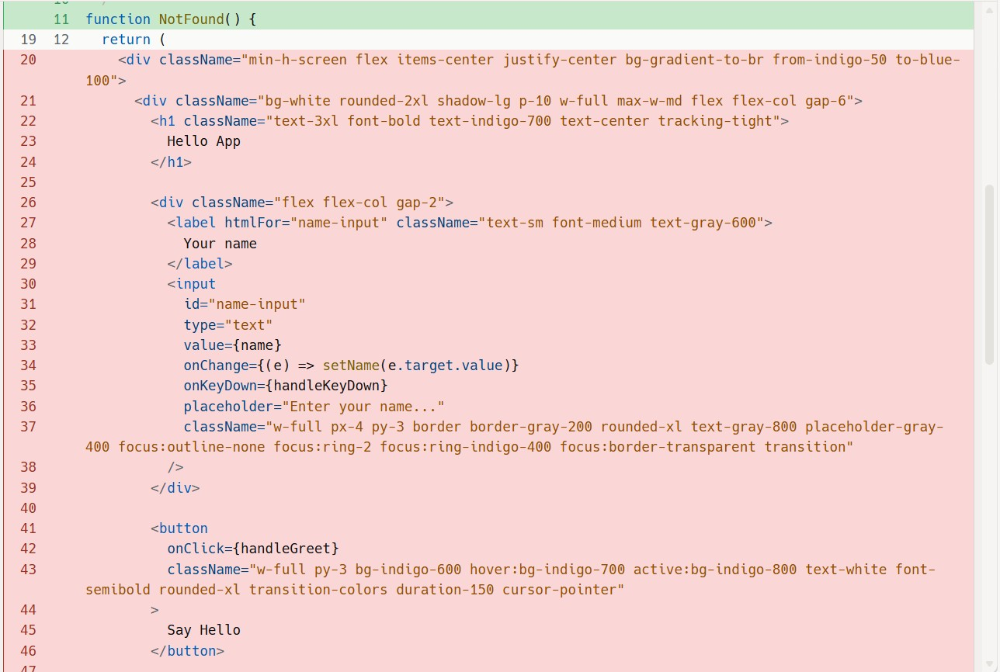 11 function NotFound() {
19 12 return (
20 <div className="min-h-screen flex items-center justify-center bg-gradient-to-br from-indigo-50 to-blue-
100">
21 <div className="bg-white rounded-2xl shadow-lg p-10 w-full max-w-md flex flex-col gap-6">
22 <h1 className="text-3xl font-bold text-indigo-700 text-center tracking-tight">
23 Hello App
24 </h1>
25
26 <div className="flex flex-col gap-2">
27 <label htmlFor="name-input" className="text-sm font-medium text-gray-600">
28 Your name
29 </label>
30 <input
31 id="name-input"
32 type="text"
33 value={name}
34 onChange={(e) => setName(e.target.value)}
35 onKeyDown={handleKeyDown}
36 placeholder="Enter your name..."
37 className="w-full px-4 py-3 border border-gray-200 rounded-xl text-gray-800 placeholder-gray-
400 focus:outline-none focus:ring-2 focus:ring-indigo-400 focus:border-transparent transition"
38 />
39 </div>
40
41 <button
42 onClick={handleGreet}
43 className="w-full py-3 bg-indigo-600 hover:bg-indigo-700 active:bg-indigo-800 text-white font-
semibold rounded-xl transition-colors duration-150 cursor-pointer"
44 >
45 Say Hello
46 </button>
47